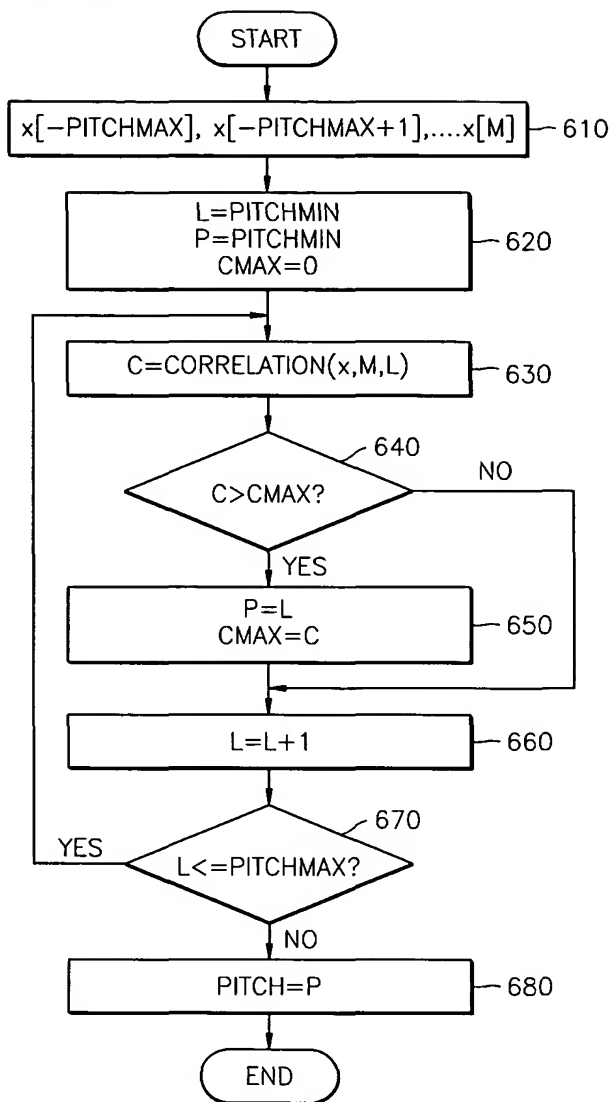 START
x[-PITCHMAX], x[-PITCHMAX+1],....x[M]
610
L=PITCHMIN
P=PITCHMIN
CMAX=0
620
C=CORRELATION(x,M,L)
630
640
C>CMAX?
NO
YES
P=L
CMAX=C
650
L=L+1
660
670
YES
L<=PITCHMAX?
NO
PITCH=P
680
END